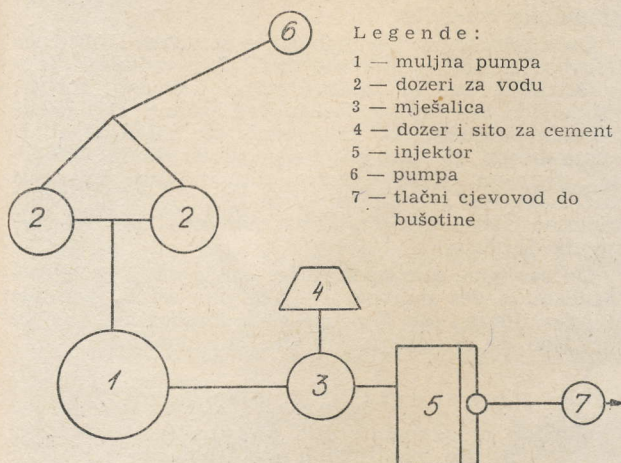 6
Legende:
1 — muljna pumpa
2 — dozeri za vodu
3 — mješalica
4 — dozer i sito za cement
5 — injektor
6 — pumpa
7 — tlačni cjevovod do
bušotine
2 2
4
1 3 5 7